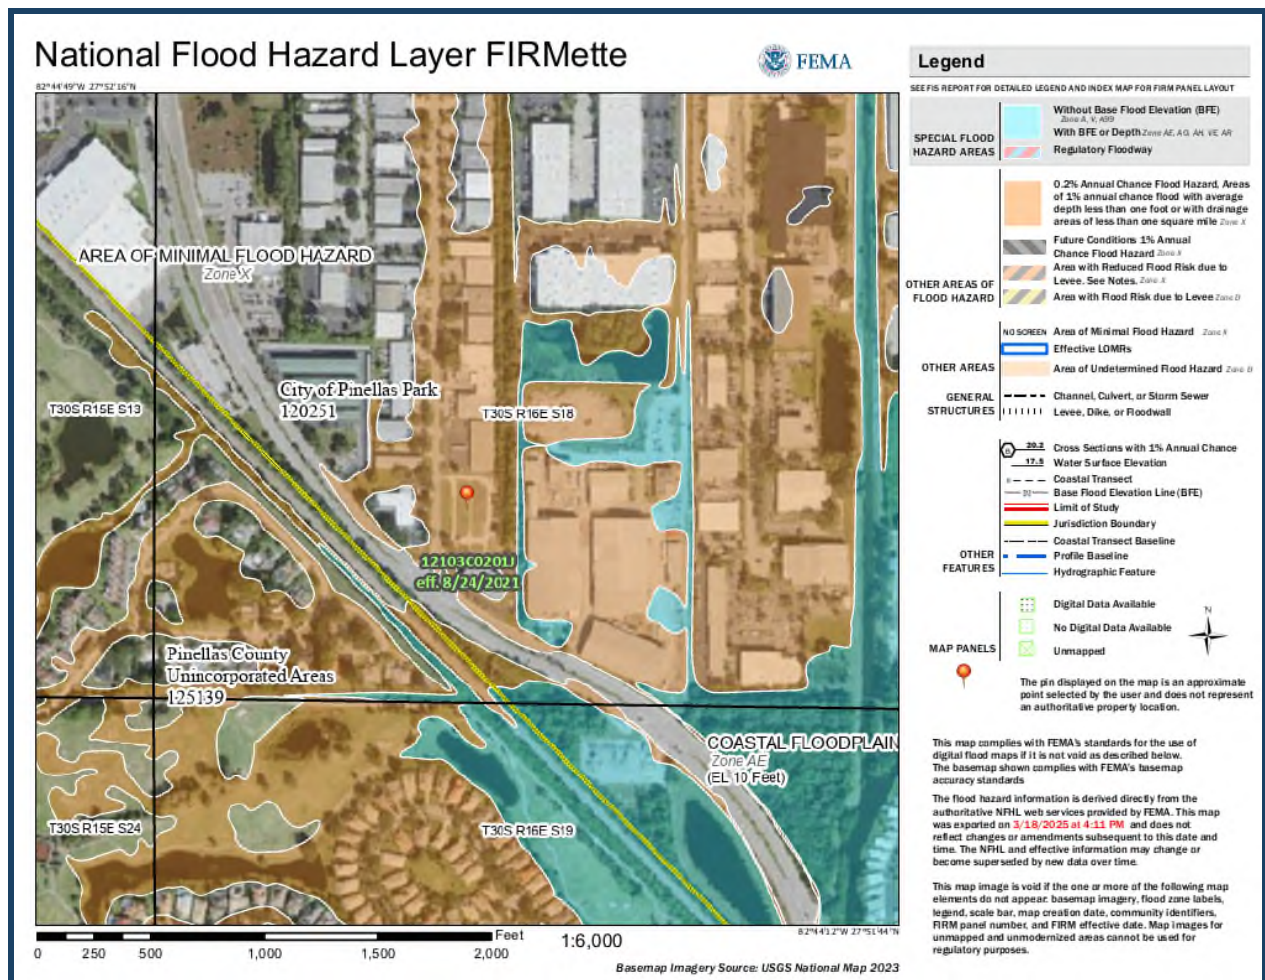 National Flood Hazard Layer FIRMette
FEMA
82°44'49"W 27°52'16"N
AREA OF MINIMAL FLOOD HAZARD
Zone X
City of Pinellas Park
120251
T30S R15E S13
T30S R16E S18
12103C0201J
eff. 8/24/2021
Pinellas County
Unincorporated Areas
125139
COASTAL FLOODPLAIN
Zone AE
(EL 10 Feet)
T30S R15E S24
T30S R16E S19
82°44'12"W 27°51'44"N
Feet
1:6,000
0 250 500 1,000 1,500 2,000
Basemap Imagery Source: USGS National Map 2023
Legend
SEE FIS REPORT FOR DETAILED LEGEND AND INDEX MAP FOR FIRM PANEL LAYOUT
SPECIAL FLOOD
HAZARD AREAS
Without Base Flood Elevation (BFE)
Zone A, V, A99
With BFE or Depth Zone AE, AO, AH, VE, AR
Regulatory Floodway
0.2% Annual Chance Flood Hazard, Areas
of 1% annual chance flood with average
depth less than one foot or with drainage
areas of less than one square mile Zone X
Future Conditions 1% Annual
Chance Flood Hazard Zone X
Area with Reduced Flood Risk due to
Levee. See Notes. Zone X
Area with Flood Risk due to Levee Zone D
OTHER AREAS OF
FLOOD HAZARD
NO SCREEN Area of Minimal Flood Hazard Zone X
Effective LOMRs
Area of Undetermined Flood Hazard Zone D
OTHER AREAS
GENERAL
STRUCTURES
Channel, Culvert, or Storm Sewer
Levee, Dike, or Floodwall
20.2 Cross Sections with 1% Annual Chance
17.5 Water Surface Elevation
Coastal Transect
Base Flood Elevation Line (BFE)
Limit of Study
Jurisdiction Boundary
Coastal Transect Baseline
Profile Baseline
Hydrographic Feature
OTHER
FEATURES
Digital Data Available
No Digital Data Available
Unmapped
MAP PANELS
N
The pin displayed on the map is an approximate
point selected by the user and does not represent
an authoritative property location.
This map complies with FEMA's standards for the use of
digital flood maps if it is not void as described below.
The basemap shown complies with FEMA's basemap
accuracy standards
The flood hazard information is derived directly from the
authoritative NFHL web services provided by FEMA. This map
was exported on 3/18/2025 at 4:11 PM and does not
reflect changes or amendments subsequent to this date and
time. The NFHL and effective information may change or
become superseded by new data over time.
This map image is void if the one or more of the following map
elements do not appear: basemap imagery, flood zone labels,
legend, scale bar, map creation date, community identifiers,
FIRM panel number, and FIRM effective date. Map images for
unmapped and unmodernized areas cannot be used for
regulatory purposes.